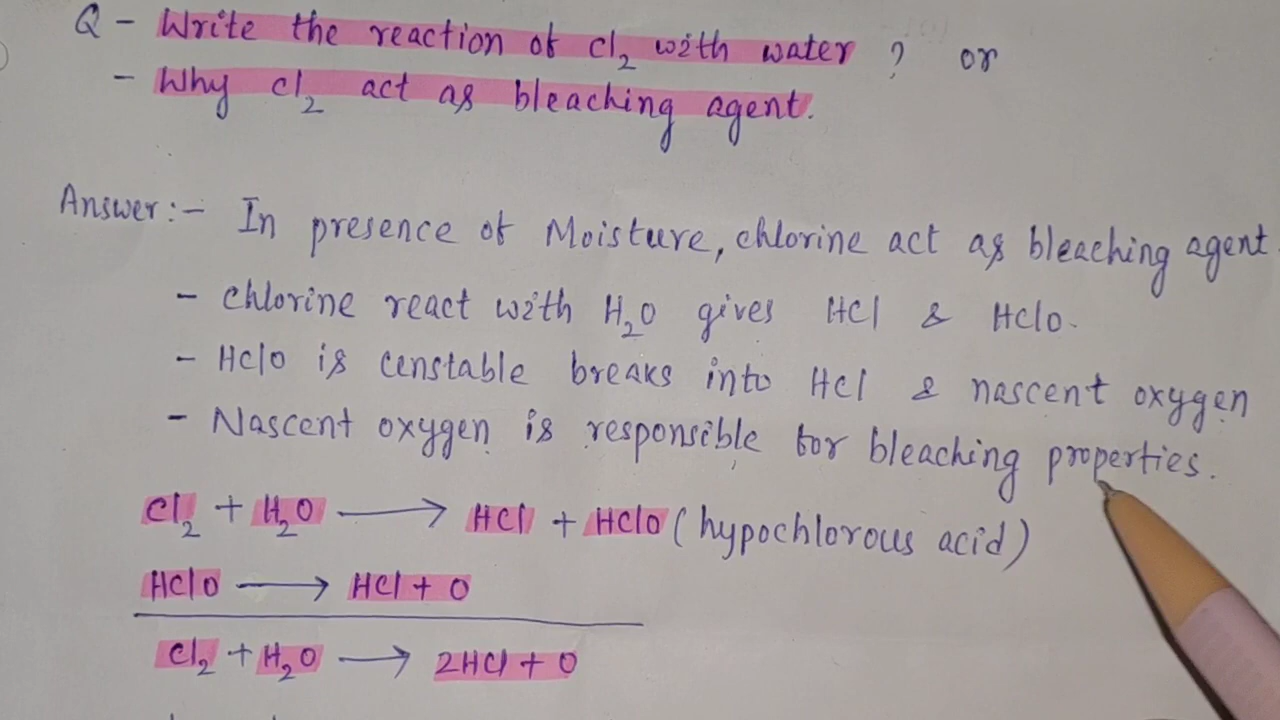 Q - Write the reaction of Cl₂ with water ? or
- Why Cl₂ act as bleaching agent.
Answer :- In presence of Moisture, chlorine act as bleaching agent
- Chlorine react with H₂O gives HCl & HClO.
- HClO is unstable breaks into HCl & nascent oxygen
- Nascent oxygen is responsible for bleaching properties.
Cl₂ + H₂O ⟶ HCl + HClO (hypochlorous acid)
HClO ⟶ HCl + O
Cl₂ + H₂O ⟶ 2HCl + O